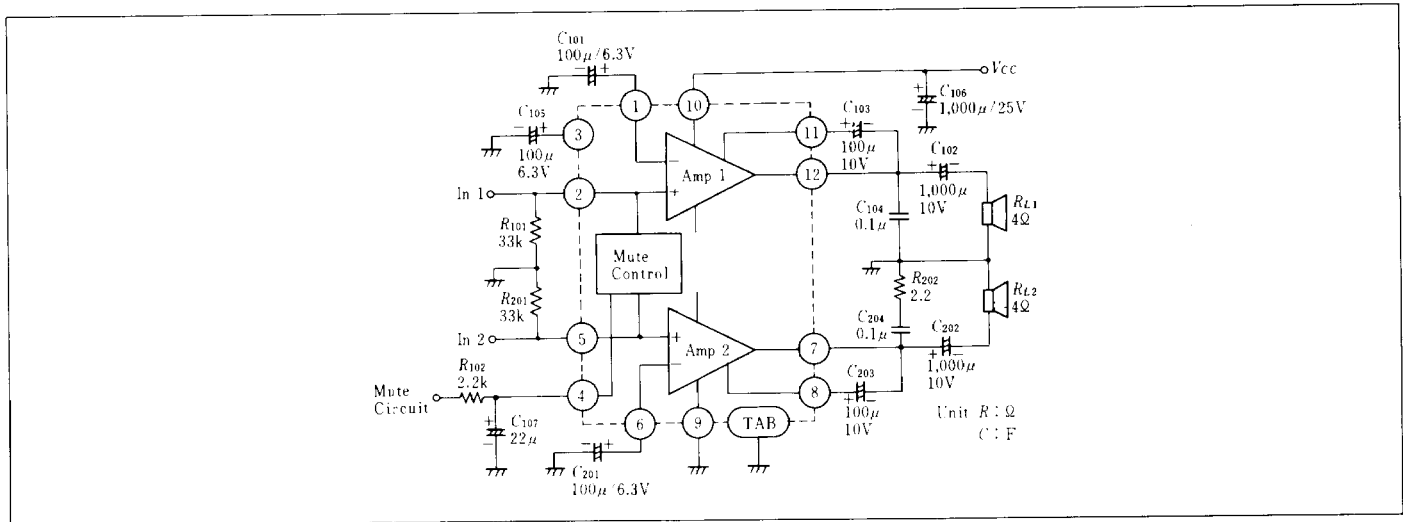 C101
100μ/6.3V
VCC
C106
1,000μ/25V
1
10
C105
100μ
6.3V
3
C103
100μ
10V
11
C102
1,000μ
10V
Amp 1
12
In 1
2
C104
0.1μ
RL1
4Ω
R101
33k
Mute
Control
R202
2.2
R201
33k
RL2
4Ω
C204
0.1μ
C202
1,000μ
10V
In 2
5
Amp 2
7
R102
2.2k
Mute
Circuit
4
8
C203
100μ
10V
C107
22μ
6
9
TAB
Unit R : Ω
C : F
C201
100μ/6.3V